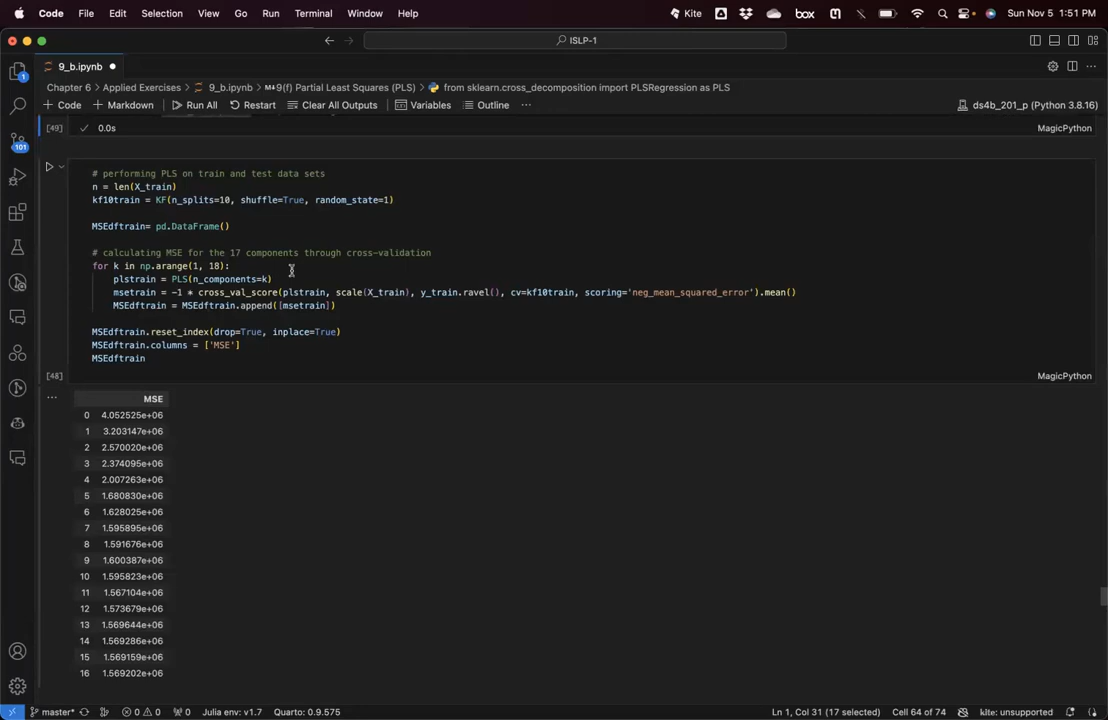 Code File Edit Selection View Go Run Terminal Window Help Kite box Sun Nov 5 1:51 PM
ISLP-1
9_b.ipynb
Chapter 6 > Applied Exercises > 9_b.ipynb > M↓9(f) Partial Least Squares (PLS) > from sklearn.cross_decomposition import PLSRegression as PLS
+ Code + Markdown Run All Restart Clear All Outputs Variables Outline ... ds4b_201_p (Python 3.8.16)
[49] 0.0s MagicPython
# performing PLS on train and test data sets
n = len(X_train)
kf10train = KF(n_splits=10, shuffle=True, random_state=1)
MSEdftrain= pd.DataFrame()
# calculating MSE for the 17 components through cross-validation
for k in np.arange(1, 18):
plstrain = PLS(n_components=k)
msetrain = -1 * cross_val_score(plstrain, scale(X_train), y_train.ravel(), cv=kf10train, scoring='neg_mean_squared_error').mean()
MSEdftrain = MSEdftrain.append([msetrain])
MSEdftrain.reset_index(drop=True, inplace=True)
MSEdftrain.columns = ['MSE']
MSEdftrain
[48] MagicPython
... MSE
0 4.052525e+06
1 3.203147e+06
2 2.570020e+06
3 2.374095e+06
4 2.007263e+06
5 1.680830e+06
6 1.628025e+06
7 1.595895e+06
8 1.591676e+06
9 1.600387e+06
10 1.595823e+06
11 1.567104e+06
12 1.573679e+06
13 1.569644e+06
14 1.569286e+06
15 1.569159e+06
16 1.569202e+06
1
101
master* 0 0 0 Julia env: v1.7 Quarto: 0.9.575 Ln 1, Col 31 (17 selected) Cell 64 of 74 kite: unsupported